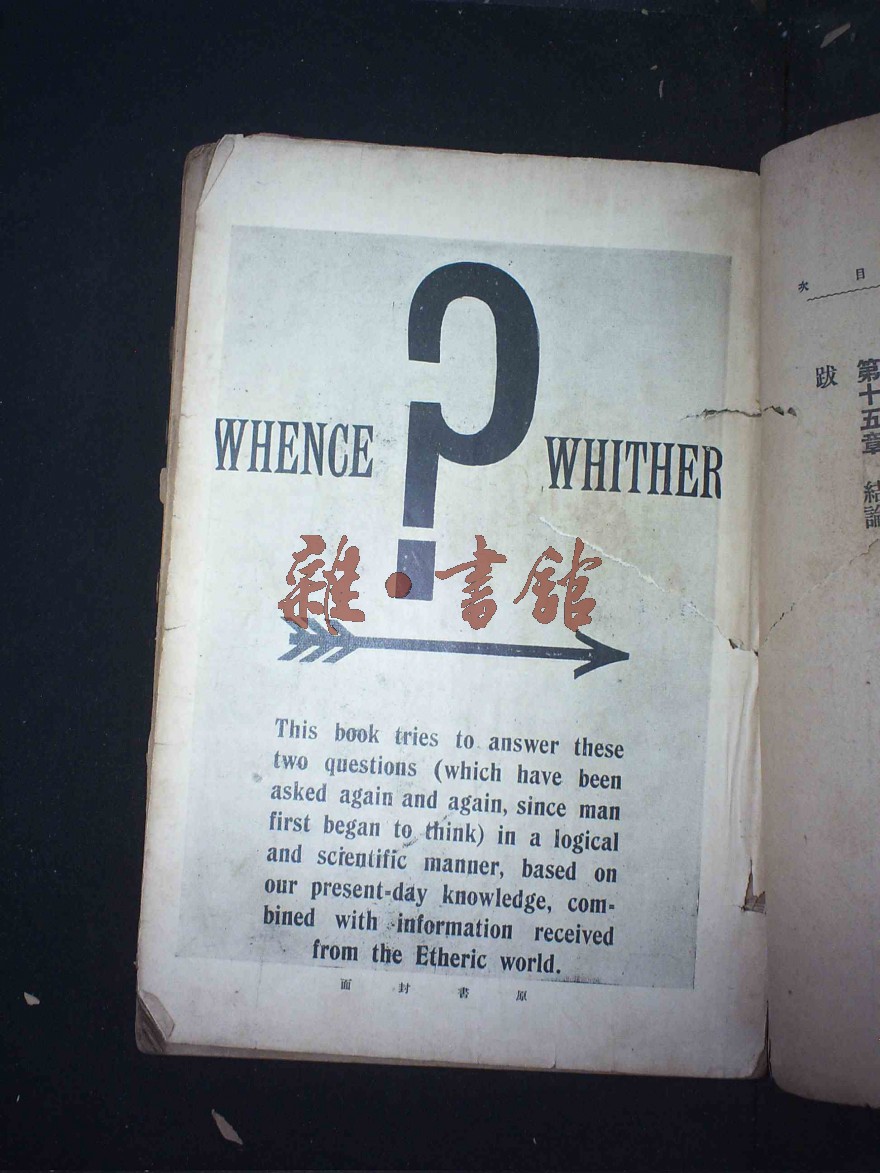 WHENCE ? WHITHER
雜·書館
This book tries to answer these
two questions (which have been
asked again and again, since man
first began to think) in a logical
and scientific manner, based on
our present-day knowledge, com-
bined with information received
from the Etheric world.
原書封面
目次
第十五章 結論
跋